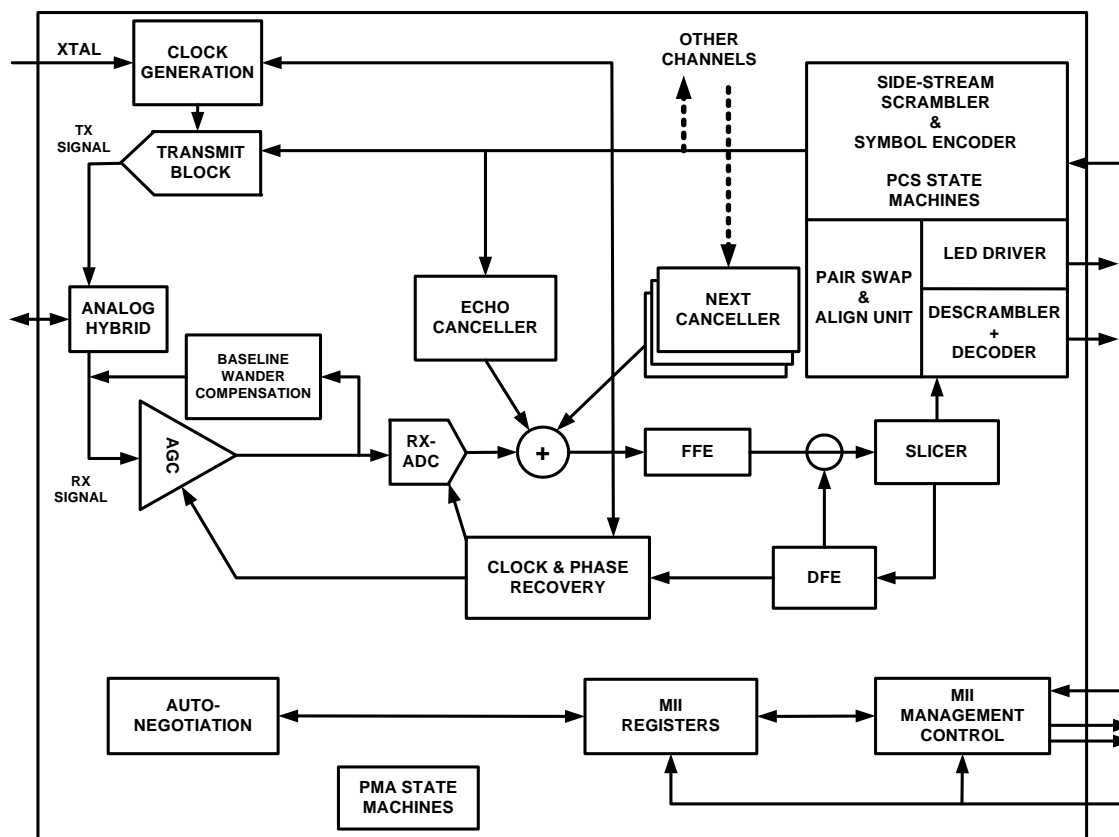 XTAL
CLOCK
GENERATION
OTHER
CHANNELS
SIDE-STREAM
SCRAMBLER
&
SYMBOL ENCODER
PCS STATE
MACHINES
TX
SIGNAL
TRANSMIT
BLOCK
LED DRIVER
PAIR SWAP
&
ALIGN UNIT
DESCRAMBLER
+
DECODER
ANALOG
HYBRID
ECHO
CANCELLER
NEXT
CANCELLER
BASELINE
WANDER
COMPENSATION
AGC
RX-
ADC
+
FFE
SLICER
RX
SIGNAL
CLOCK & PHASE
RECOVERY
DFE
AUTO-
NEGOTIATION
MII
REGISTERS
MII
MANAGEMENT
CONTROL
PMA STATE
MACHINES